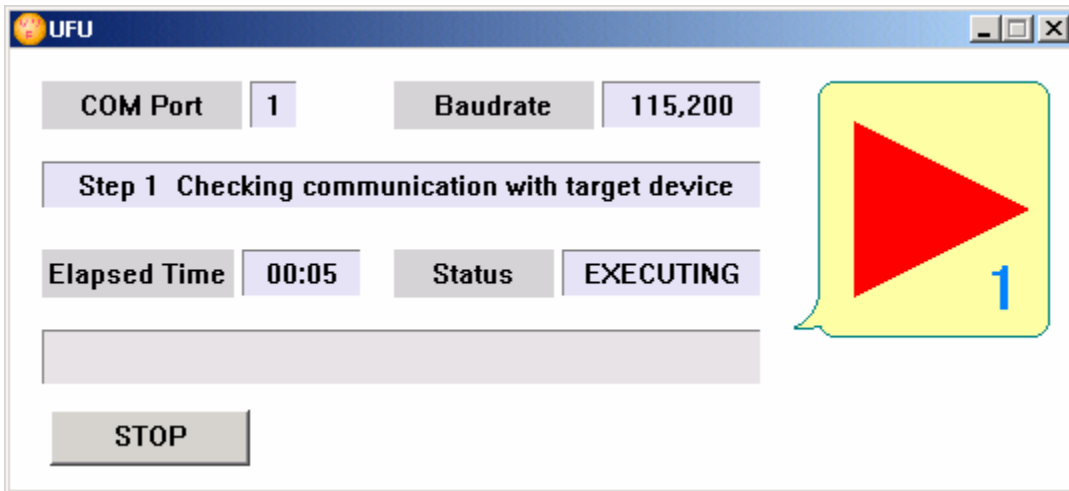 UFU
COM Port 1 Baudrate 115,200
Step 1 Checking communication with target device
Elapsed Time 00:05 Status EXECUTING
1
STOP